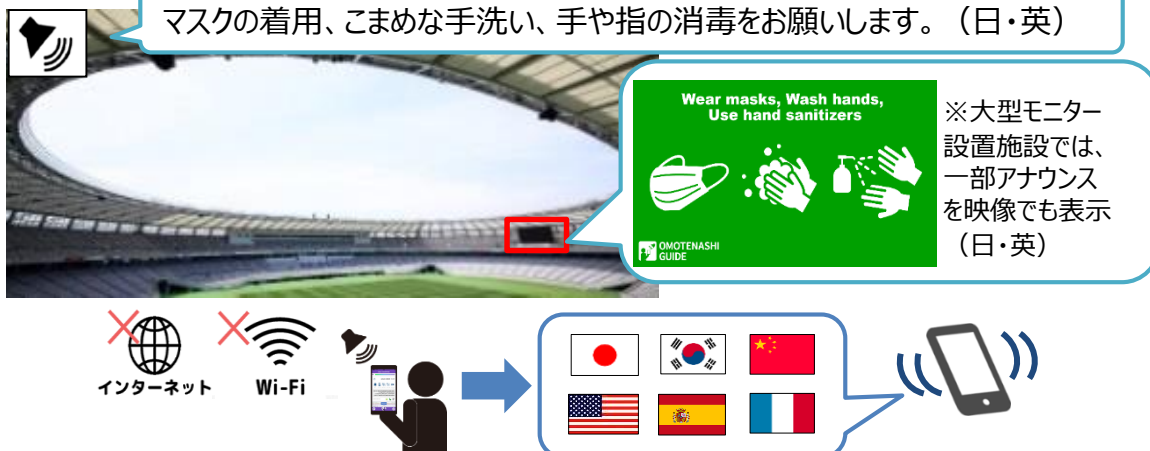 マスクの着用、こまめな手洗い、手や指の消毒をお願いします。（日・英）
Wear masks, Wash hands,
Use hand sanitizers
OMOTENASHI
GUIDE
※大型モニター
設置施設では、
一部アナウンス
を映像でも表示
（日・英）
インターネット
Wi-Fi